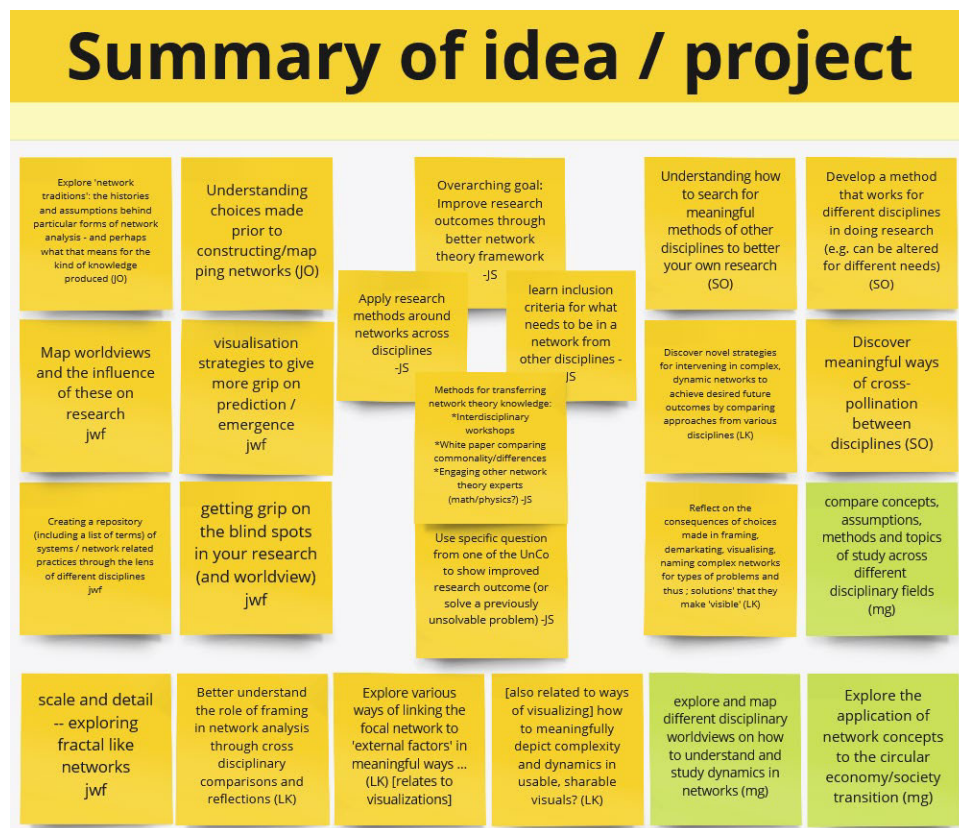 Summary of idea / project
Explore 'network
traditions': the histories
and assumptions behind
particular forms of network
analysis - and perhaps
what that means for the
kind of knowledge
produced (JO)
Understanding
choices made
prior to
constructing/map
ping networks (JO)
Overarching goal:
Improve research
outcomes through
better network
theory framework
-JS
Understanding how
to search for
meaningful
methods of other
disciplines to better
your own research
(SO)
Develop a method
that works for
different disciplines
in doing research
(e.g. can be altered
for different needs)
(SO)
Apply research
methods around
networks across
disciplines
-JS
learn inclusion
criteria for what
needs to be in a
network from
other disciplines -
JS
Map worldviews
and the influence
of these on
research
jwf
visualisation
strategies to give
more grip on
prediction /
emergence
jwf
Methods for transferring
network theory knowledge:
*Interdisciplinary
workshops
*White paper comparing
commonality/differences
*Engaging other network
theory experts
(math/physics?) -JS
Discover novel strategies
for intervening in complex,
dynamic networks to
achieve desired future
outcomes by comparing
approaches from various
disciplines (LK)
Discover
meaningful ways
of cross-
pollination
between
disciplines (SO)
Creating a repository
(including a list of terms) of
systems / network related
practices through the lens
of different disciplines
jwf
getting grip on
the blind spots
in your research
(and worldview)
jwf
Use specific question
from one of the UnCo
to show improved
research outcome (or
solve a previously
unsolvable problem) -JS
Reflect on the
consequences of choices
made in framing,
demarkating, visualising,
naming complex networks
for types of problems and
thus ; solutions' that they
make 'visible' (LK)
compare concepts,
assumptions,
methods and topics
of study across
different
disciplinary fields
(mg)
scale and detail
-- exploring
fractal like
networks
jwf
Better understand
the role of framing
in network analysis
through cross
disciplinary
comparisons and
reflections (LK)
Explore various
ways of linking the
focal network to
'external factors' in
meaningful ways ...
(LK) [relates to
visualizations]
[also related to ways
of visualizing] how
to meaningfully
depict complexity
and dynamics in
usable, sharable
visuals? (LK)
explore and map
different disciplinary
worldviews on how
to understand and
study dynamics in
networks (mg)
Explore the
application of
network concepts
to the circular
economy/society
transition (mg)